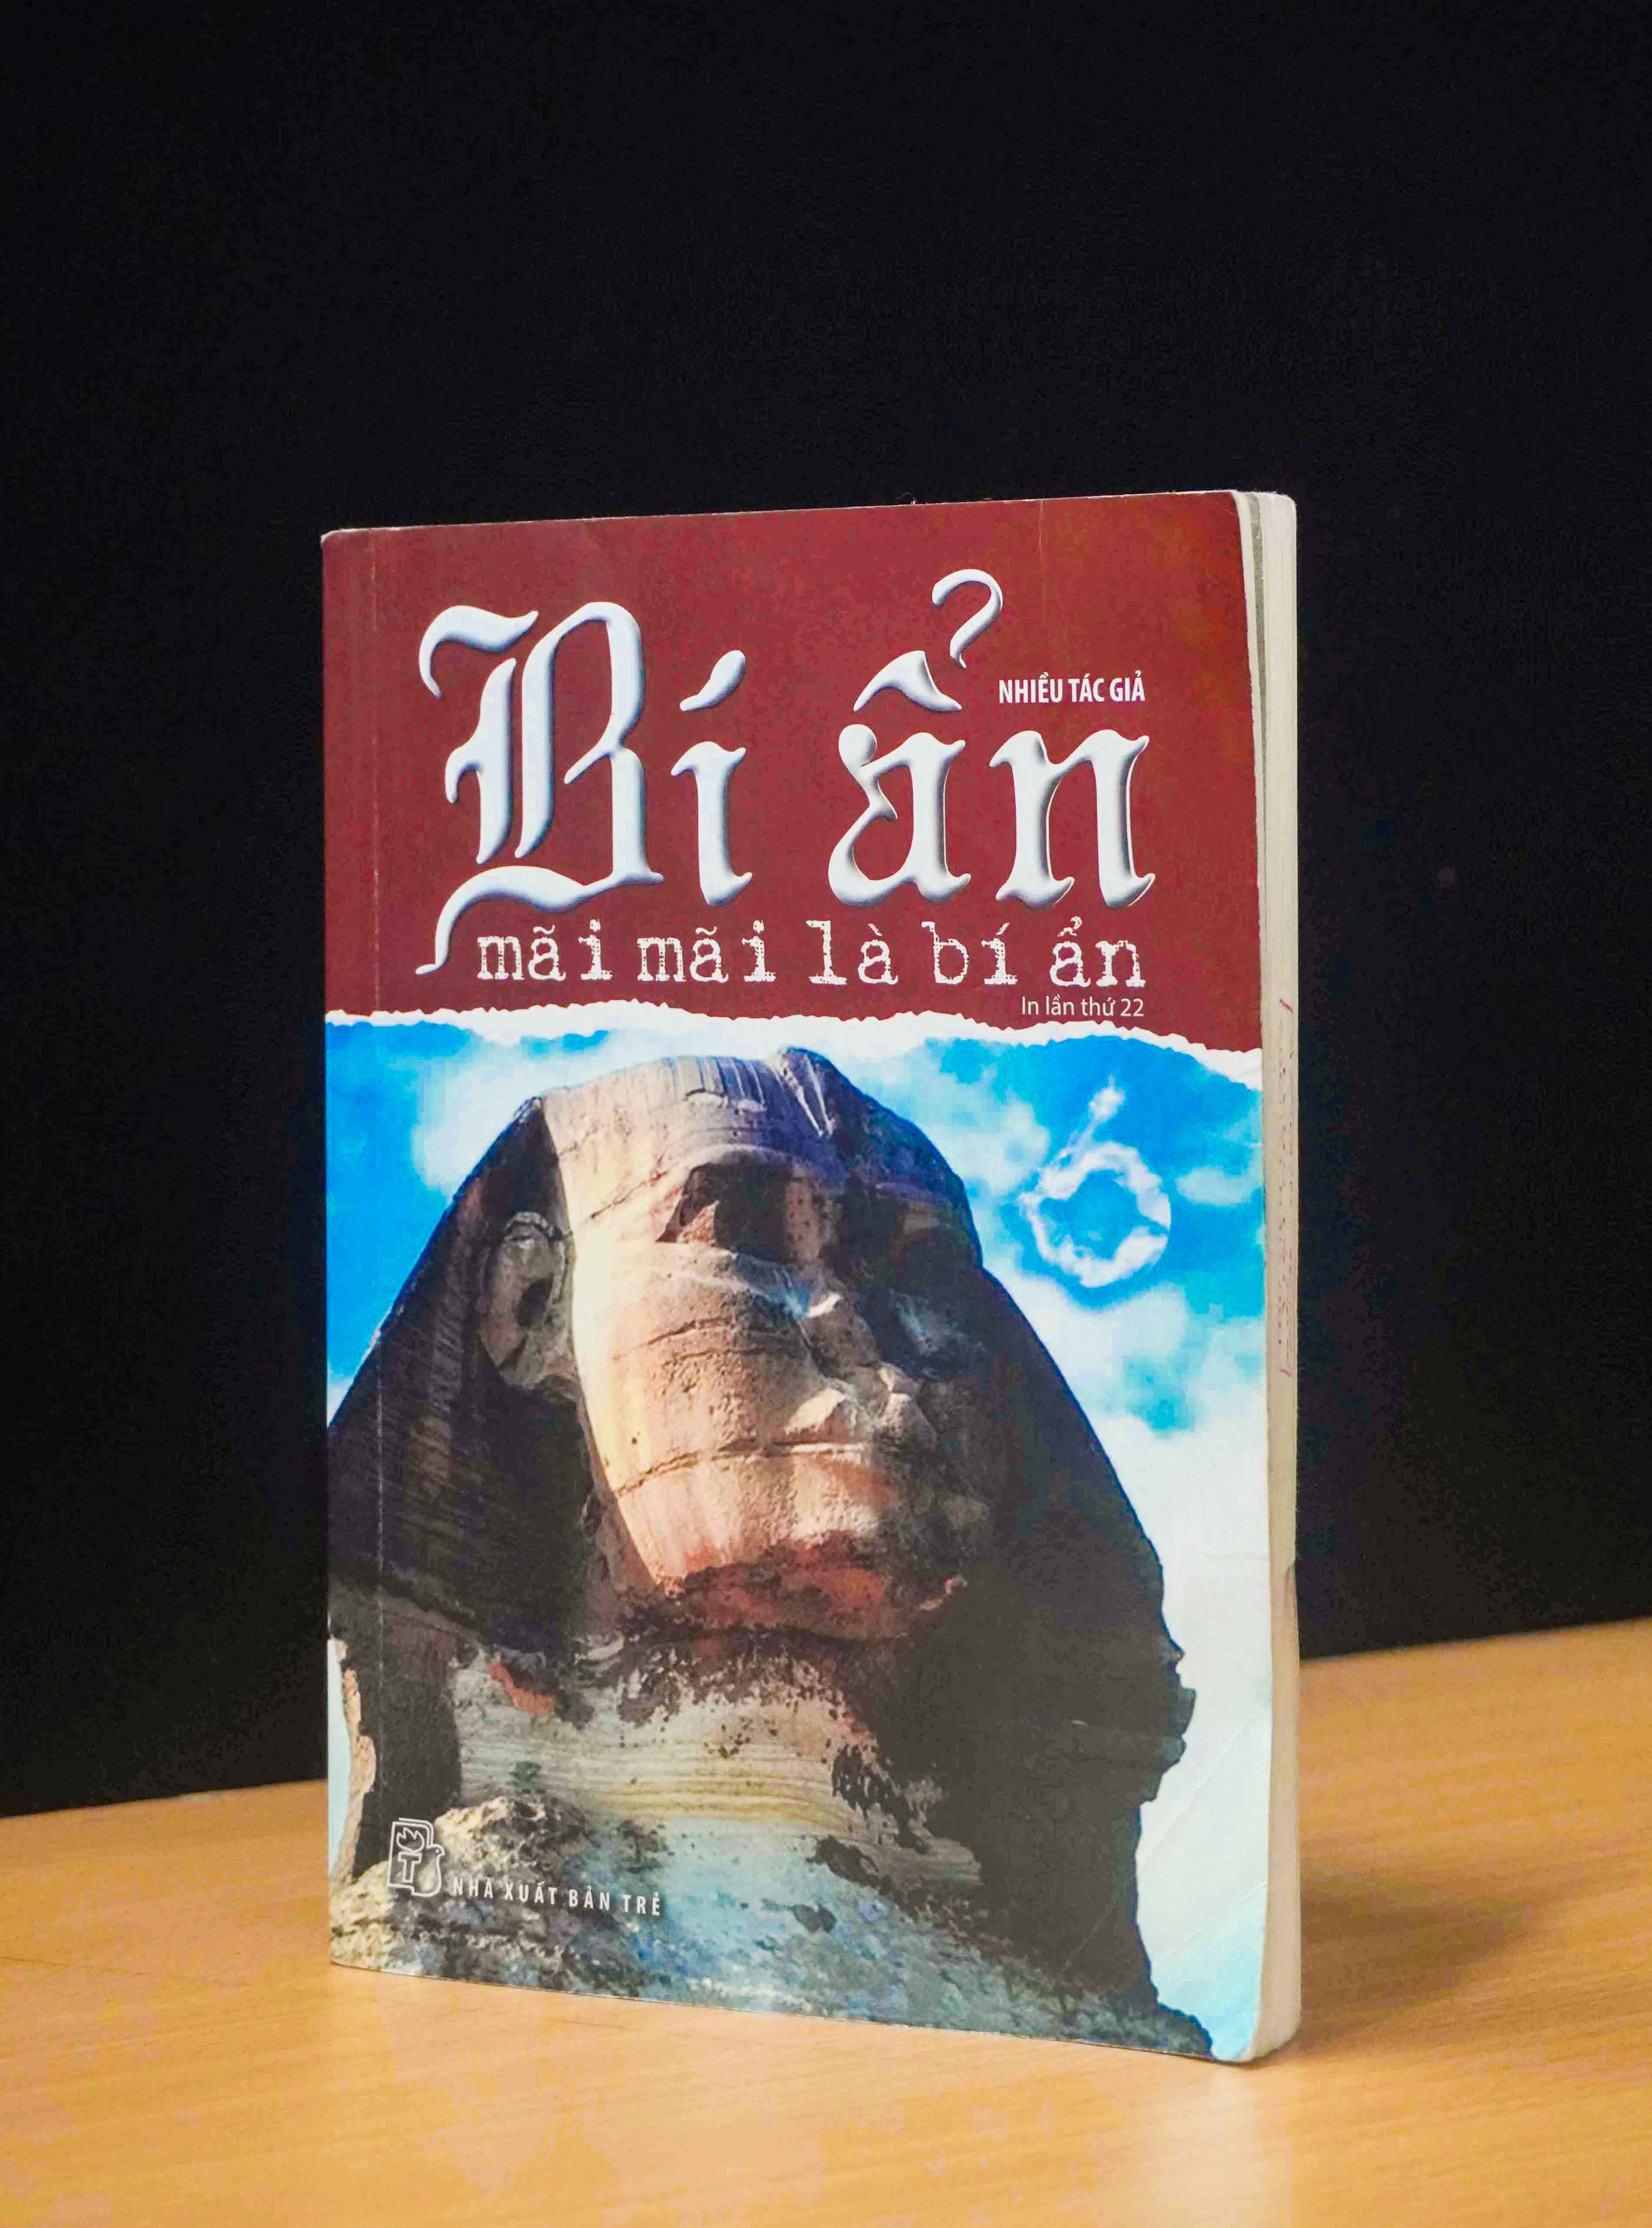 Bí ẩn
NHIỀU TÁC GIẢ
mãi mãi là bí ẩn
In lần thứ 22
6
T
NHÀ XUẤT BẢN TRẺ